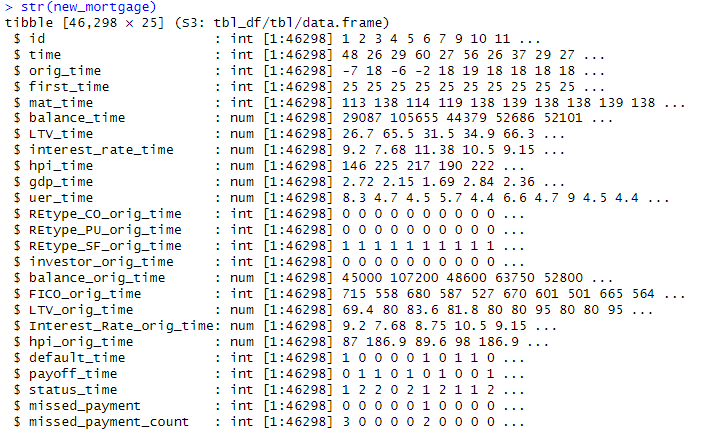 > str(new_mortgage)
tibble [46,298 × 25] (S3: tbl_df/tbl/data.frame)
 $ id                     : int [1:46298] 1 2 3 4 5 6 7 9 10 11 ...
 $ time                   : int [1:46298] 48 26 29 60 27 56 26 37 29 27 ...
 $ orig_time              : int [1:46298] -7 18 -6 -2 18 19 18 18 18 18 ...
 $ first_time             : int [1:46298] 25 25 25 25 25 25 25 25 25 25 ...
 $ mat_time               : int [1:46298] 113 138 114 119 138 139 138 138 139 138 ...
 $ balance_time           : num [1:46298] 29087 105655 44379 52686 52101 ...
 $ LTV_time               : num [1:46298] 26.7 65.5 31.5 34.9 66.3 ...
 $ interest_rate_time     : num [1:46298] 9.2 7.68 11.38 10.5 9.15 ...
 $ hpi_time               : num [1:46298] 146 225 217 190 222 ...
 $ gdp_time               : num [1:46298] 2.72 2.15 1.69 2.84 2.36 ...
 $ uer_time               : num [1:46298] 8.3 4.7 4.5 5.7 4.4 6.6 4.7 9 4.5 4.4 ...
 $ REtype_CO_orig_time    : int [1:46298] 0 0 0 0 0 0 0 0 0 0 ...
 $ REtype_PU_orig_time    : int [1:46298] 0 0 0 0 0 0 0 0 0 0 ...
 $ REtype_SF_orig_time    : int [1:46298] 1 1 1 1 1 1 1 1 1 1 ...
 $ investor_orig_time     : int [1:46298] 0 0 0 0 0 0 0 0 0 0 ...
 $ balance_orig_time      : num [1:46298] 45000 107200 48600 63750 52800 ...
 $ FICO_orig_time         : int [1:46298] 715 558 680 587 527 670 601 501 665 564 ...
 $ LTV_orig_time          : num [1:46298] 69.4 80 83.6 81.8 80 80 95 80 80 95 ...
 $ Interest_Rate_orig_time: num [1:46298] 9.2 7.68 8.75 10.5 9.15 ...
 $ hpi_orig_time          : num [1:46298] 87 186.9 89.6 98 186.9 ...
 $ default_time           : int [1:46298] 1 0 0 0 0 1 0 1 1 0 ...
 $ payoff_time            : int [1:46298] 0 1 1 0 1 0 1 0 0 1 ...
 $ status_time            : int [1:46298] 1 2 2 0 2 1 2 1 1 2 ...
 $ missed_payment         : int [1:46298] 0 0 0 0 0 1 0 0 0 0 ...
 $ missed_payment_count   : int [1:46298] 3 0 0 0 0 2 0 0 0 0 ...